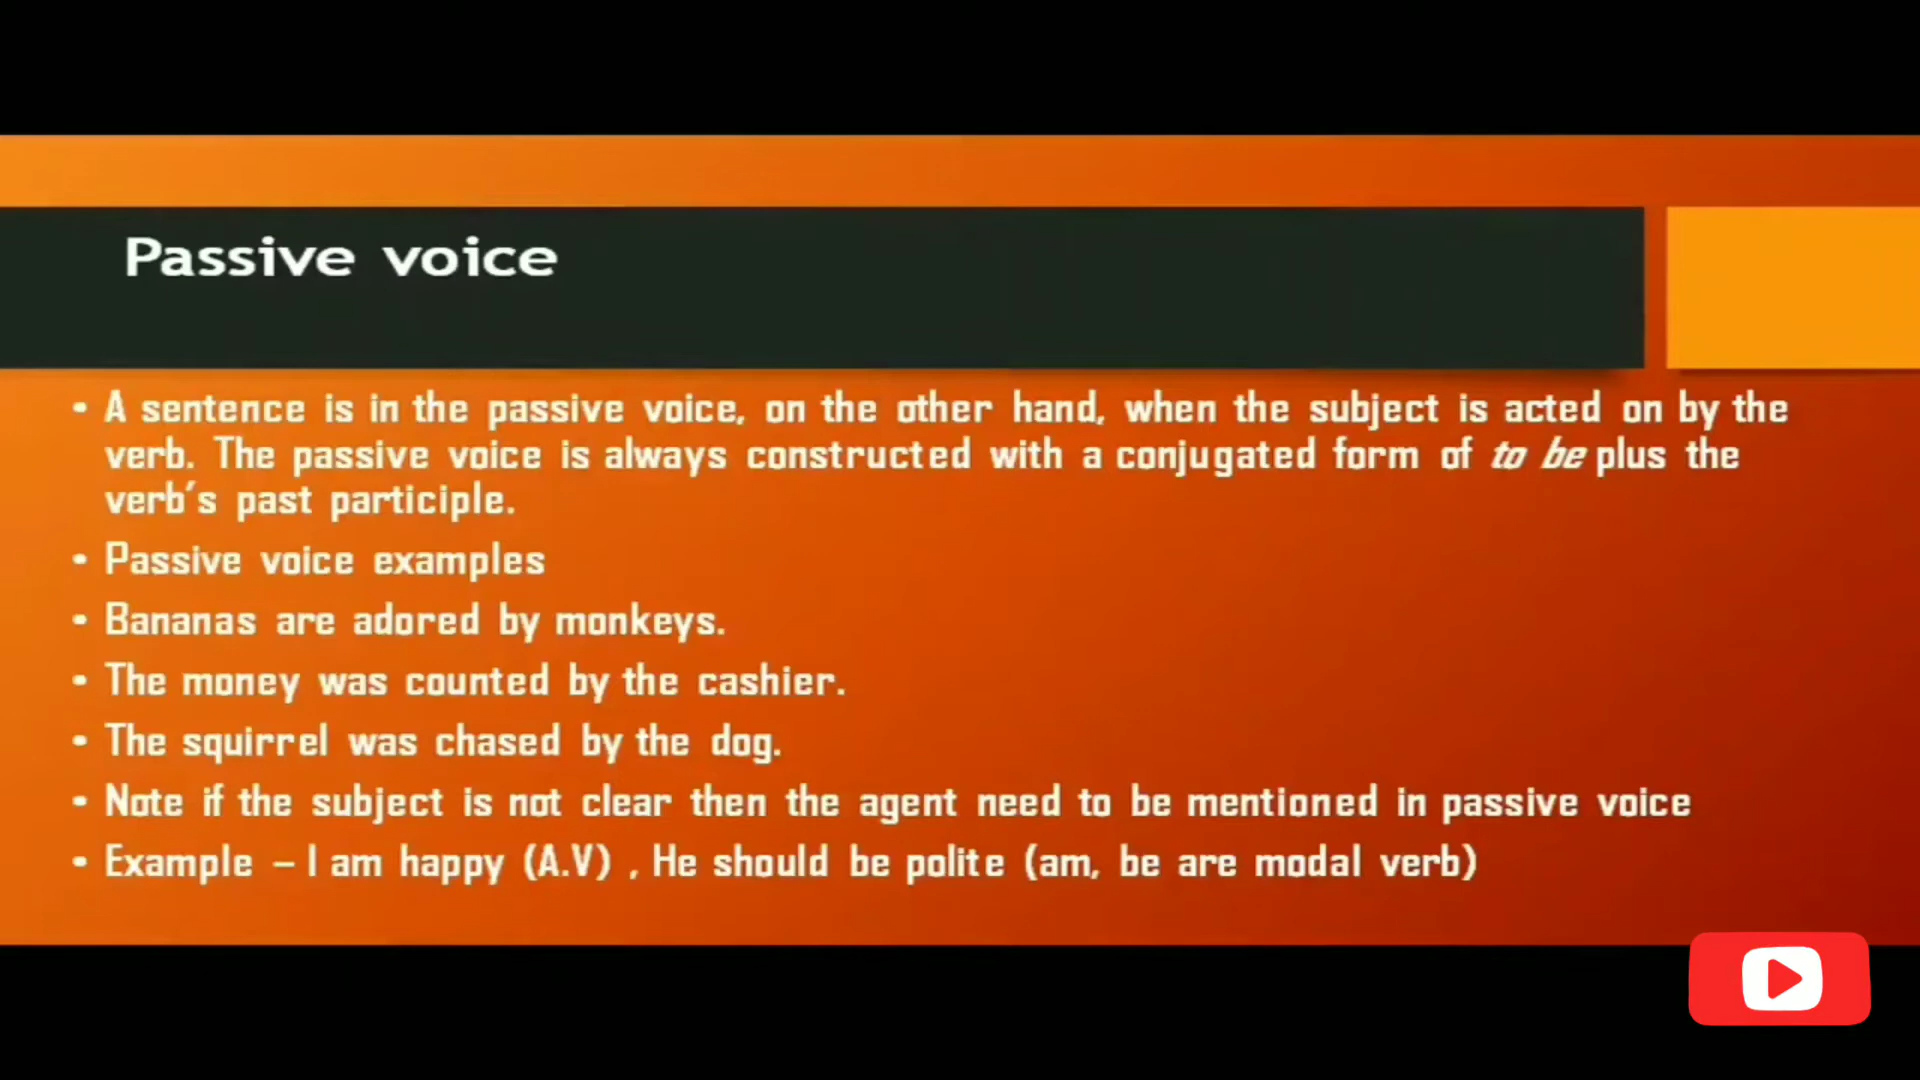 Passive voice
• A sentence is in the passive voice, on the other hand, when the subject is acted on by the
verb. The passive voice is always constructed with a conjugated form of to be plus the
verb's past participle.
• Passive voice examples
• Bananas are adored by monkeys.
• The money was counted by the cashier.
• The squirrel was chased by the dog.
• Note if the subject is not clear then the agent need to be mentioned in passive voice
• Example – I am happy (A.V) , He should be polite (am, be are modal verb)